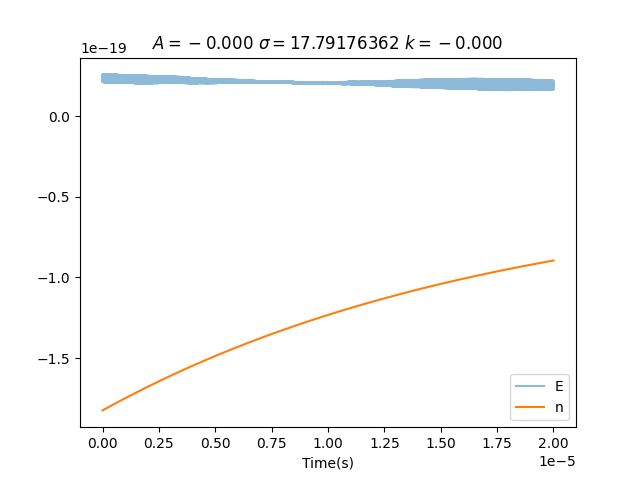 1e−19
A = −0.000 σ = 17.79176362 k = −0.000
0.0
−0.5
−1.0
−1.5
E
n
0.00 0.25 0.50 0.75 1.00 1.25 1.50 1.75 2.00
1e−5
Time(s)